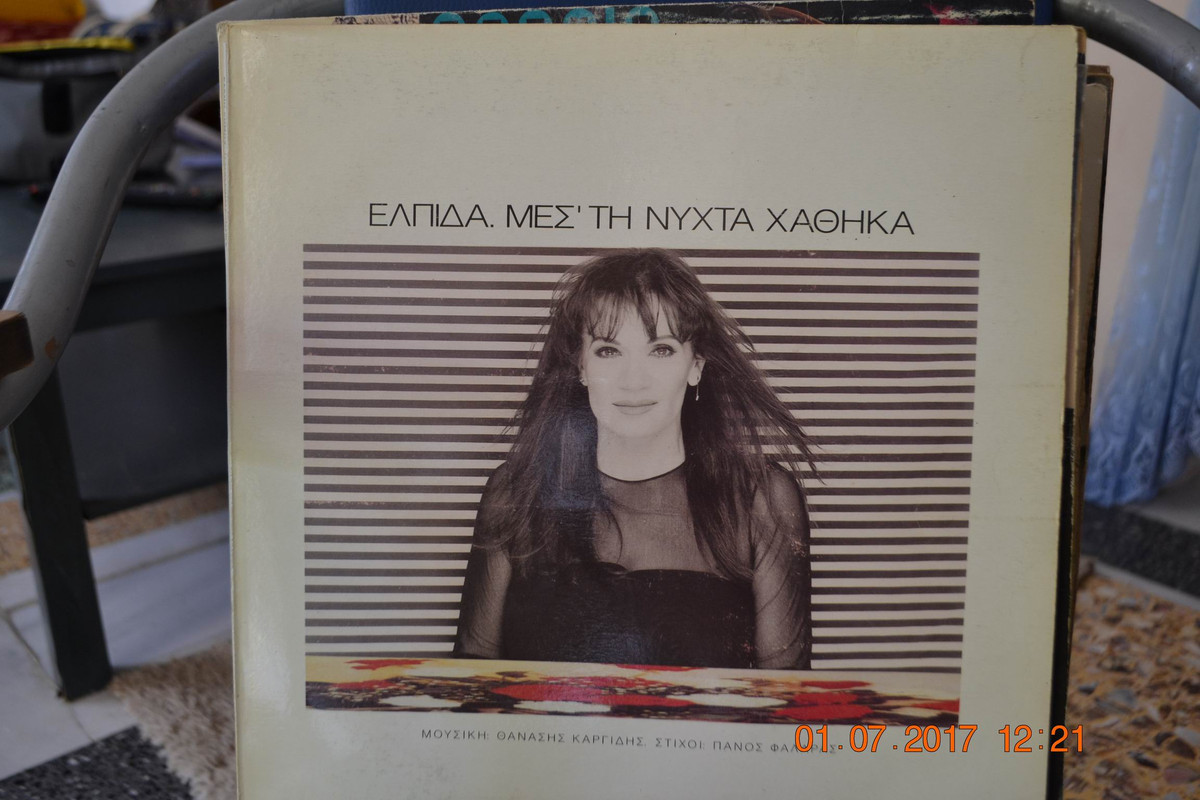 ΕΛΠΙΔΑ. ΜΕΣ' ΤΗ ΝΥΧΤΑ ΧΑΘΗΚΑ
ΜΟΥΣΙΚΗ: ΘΑΝΑΣΗΣ ΚΑΡΓΙΔΗΣ, ΣΤΙΧΟΙ: ΠΑΝΟΣ
01.07.2017 12:21